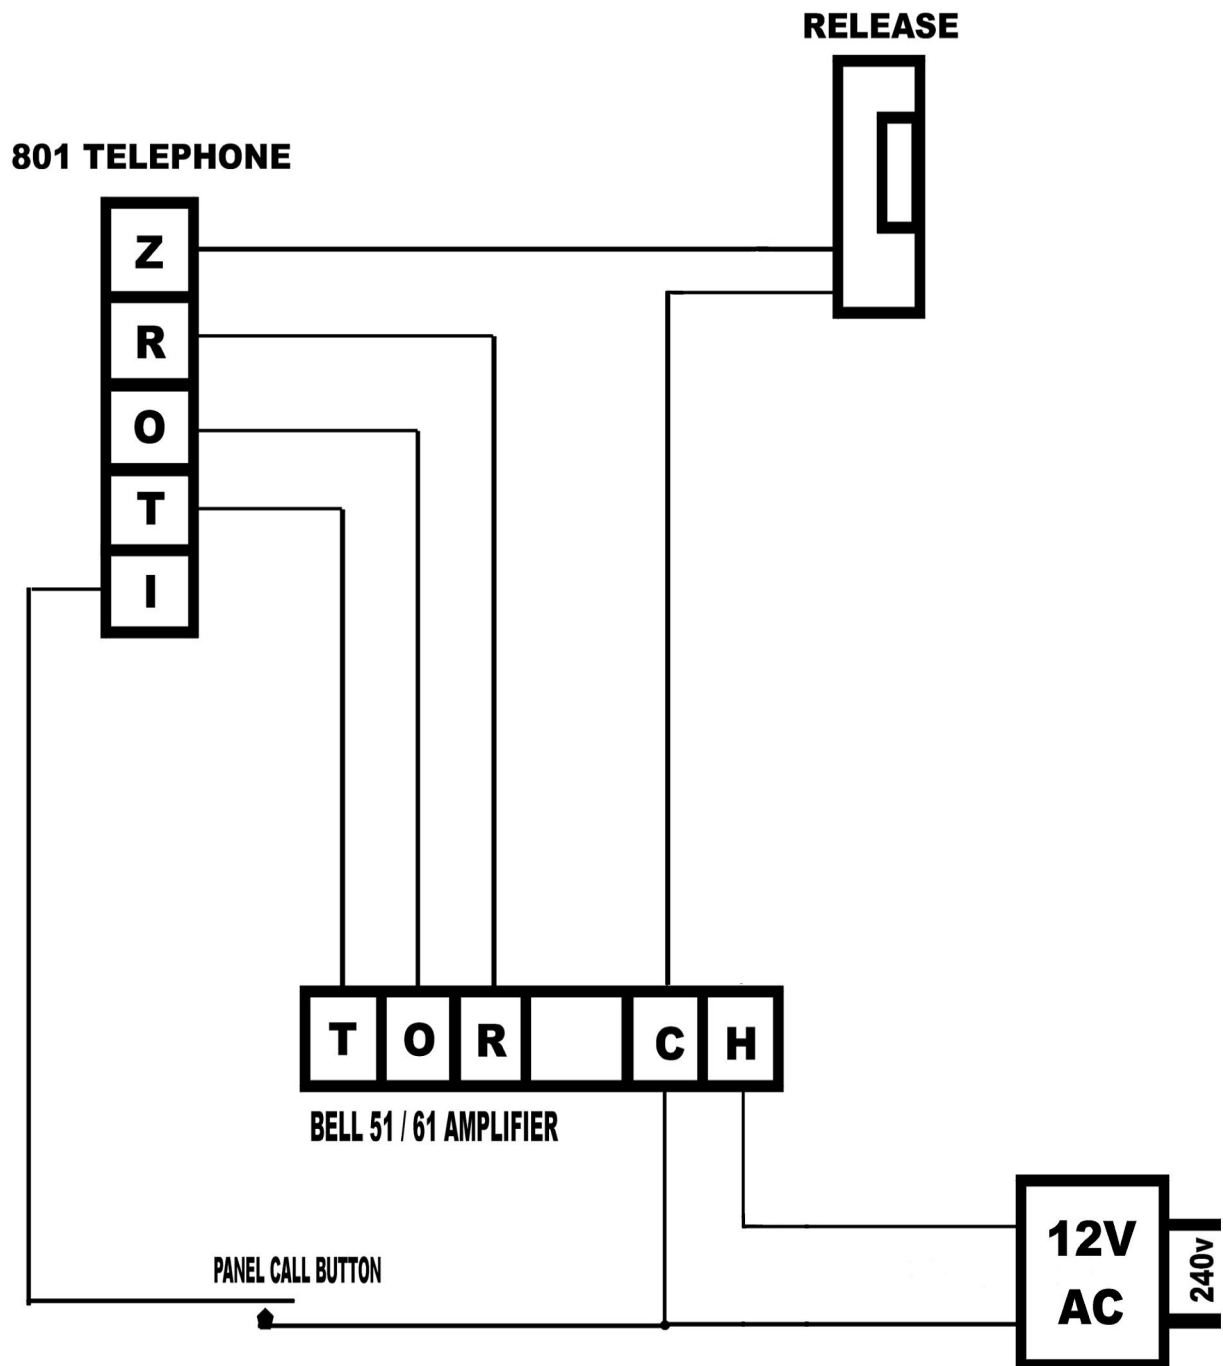 RELEASE
801 TELEPHONE
Z
R
O
T
I
T O R C H
BELL 51 / 61 AMPLIFIER
PANEL CALL BUTTON
12V
AC
240v